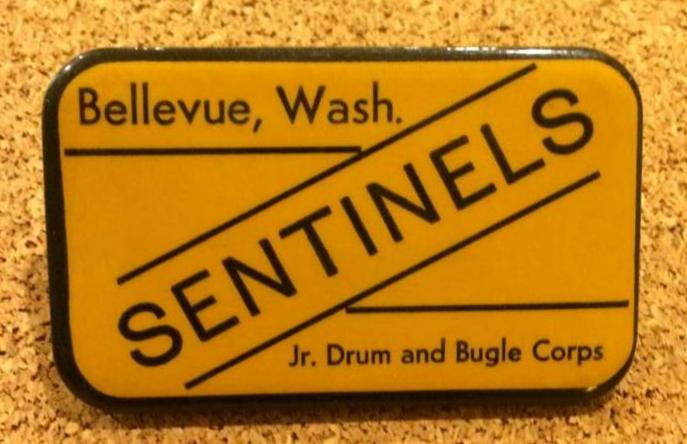 Bellevue, Wash.
SENTINELS
Jr. Drum and Bugle Corps